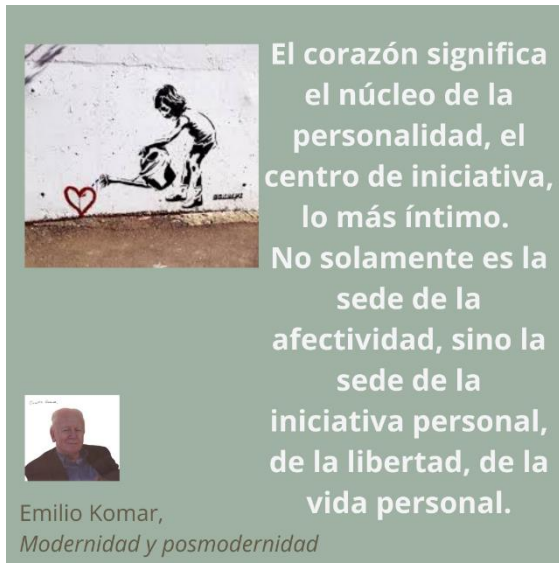 El corazón significa
el núcleo de la
personalidad, el
centro de iniciativa,
lo más íntimo.
No solamente es la
sede de la
afectividad, sino la
sede de la
iniciativa personal,
de la libertad, de la
vida personal.
Emilio Komar,
Modernidad y posmodernidad